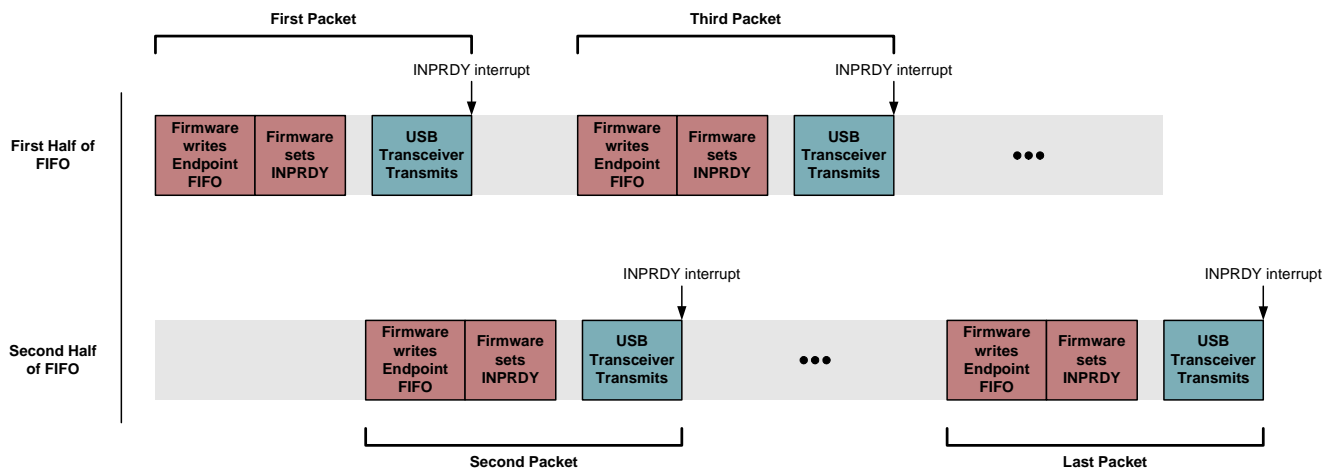 First Packet
Third Packet
INPRDY interrupt
INPRDY interrupt
First Half of
FIFO
Firmware
writes
Endpoint
FIFO
Firmware
sets
INPRDY
USB
Transceiver
Transmits
Firmware
writes
Endpoint
FIFO
Firmware
sets
INPRDY
USB
Transceiver
Transmits
•••
INPRDY interrupt
INPRDY interrupt
Second Half
of FIFO
Firmware
writes
Endpoint
FIFO
Firmware
sets
INPRDY
USB
Transceiver
Transmits
•••
Firmware
writes
Endpoint
FIFO
Firmware
sets
INPRDY
USB
Transceiver
Transmits
Second Packet
Last Packet